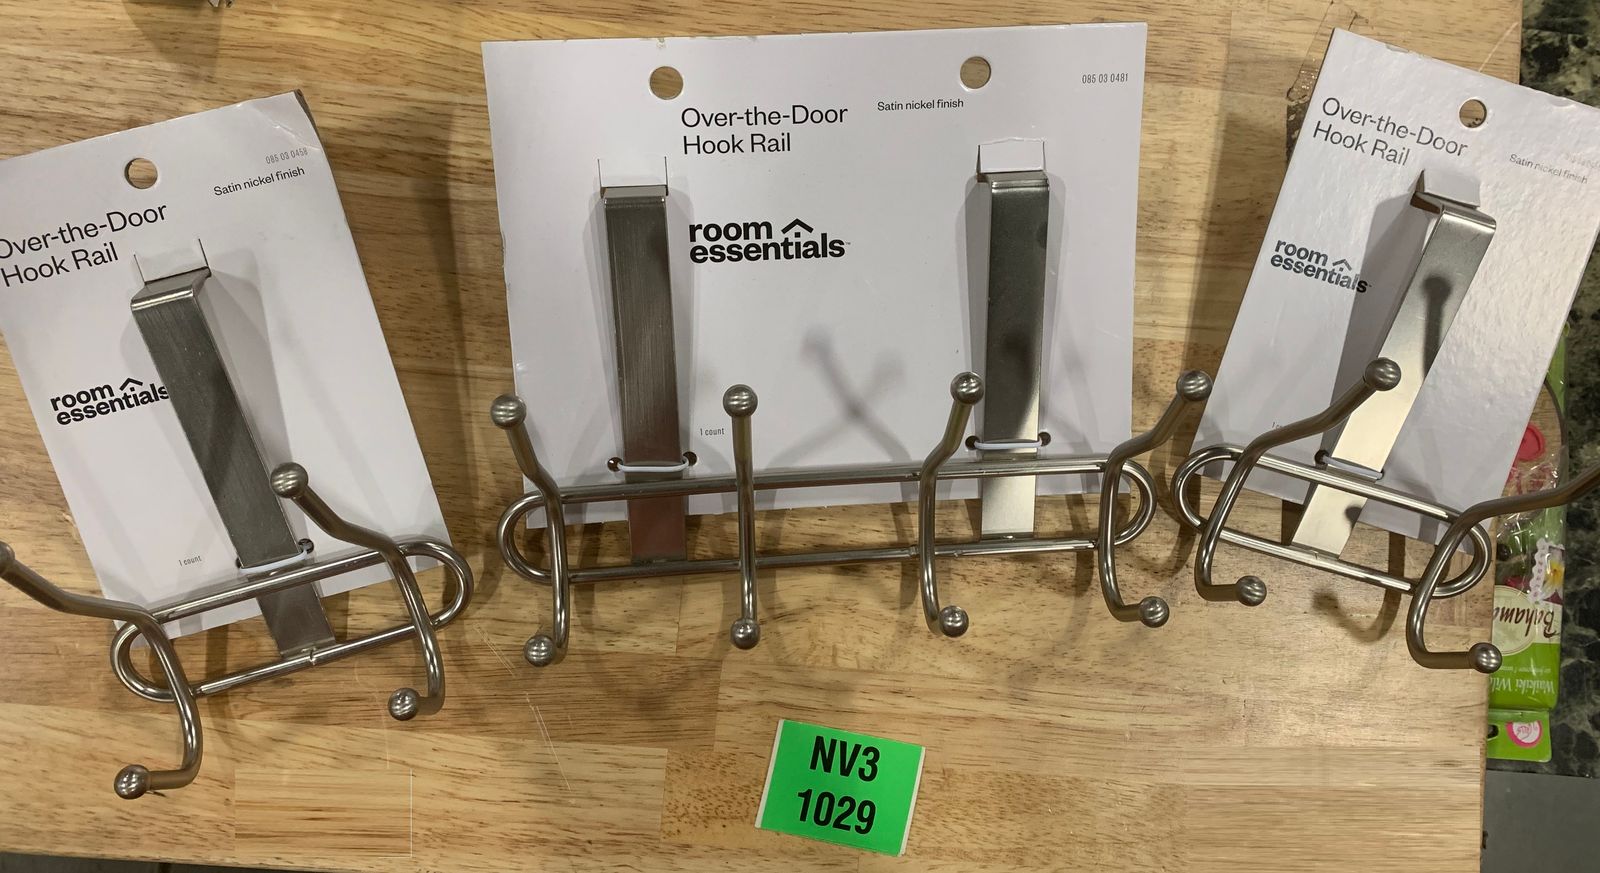 085 03 0458
Satin nickel finish
Over-the-Door
Hook Rail
room
essentials
1 count
085 03 0481
Over-the-Door
Hook Rail
Satin nickel finish
room
essentials
1 count
Over-the-Door
Hook Rail
Satin nickel finish
room
essentials
NV3
1029
Waikiki